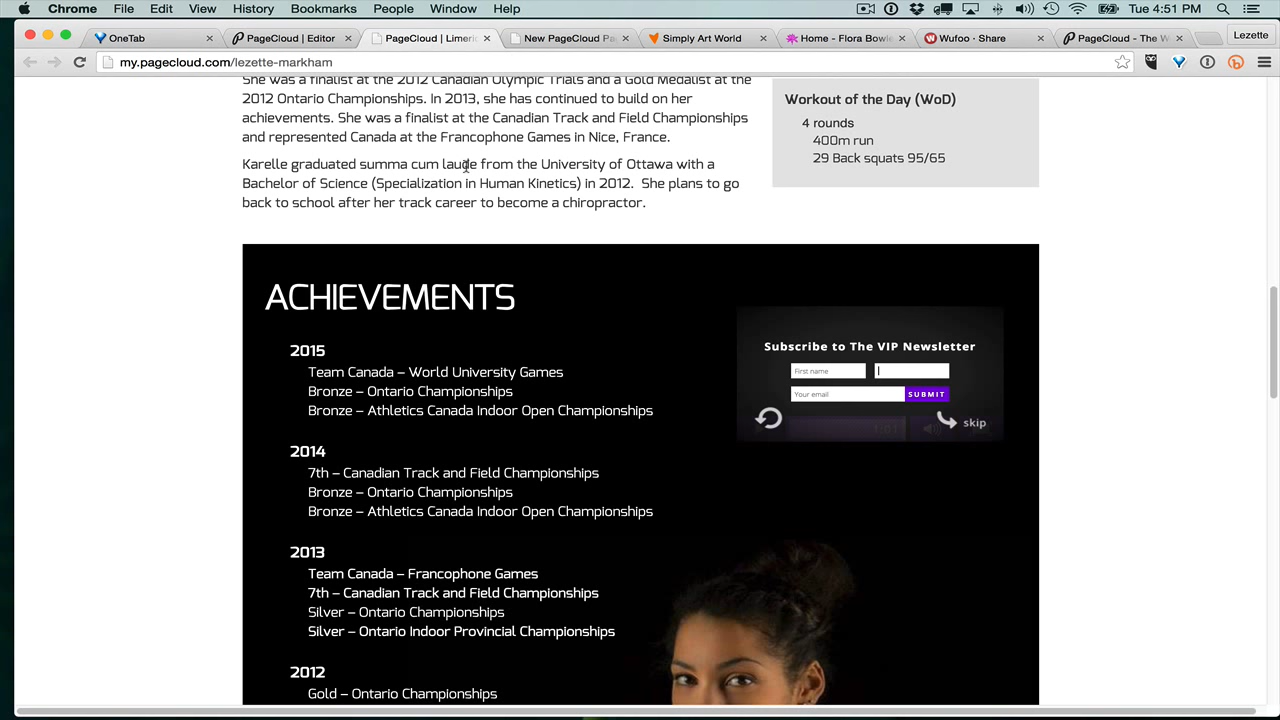 Chrome File Edit View History Bookmarks People Window Help Tue 4:51 PM
OneTab PageCloud | Editor PageCloud | Limeri New PageCloud Pa Simply Art World Home - Flora Bowle Wufoo · Share PageCloud - The W Lezette
my.pagecloud.com/lezette-markham
She was a finalist at the 2012 Canadian Olympic Trials and a Gold Medalist at the
2012 Ontario Championships. In 2013, she has continued to build on her
achievements. She was a finalist at the Canadian Track and Field Championships
and represented Canada at the Francophone Games in Nice, France.
Karelle graduated summa cum laude from the University of Ottawa with a
Bachelor of Science (Specialization in Human Kinetics) in 2012. She plans to go
back to school after her track career to become a chiropractor.
Workout of the Day (WoD)
4 rounds
400m run
29 Back squats 95/65
ACHIEVEMENTS
2015
Team Canada – World University Games
Bronze – Ontario Championships
Bronze – Athletics Canada Indoor Open Championships
2014
7th – Canadian Track and Field Championships
Bronze – Ontario Championships
Bronze – Athletics Canada Indoor Open Championships
2013
Team Canada – Francophone Games
7th – Canadian Track and Field Championships
Silver – Ontario Championships
Silver – Ontario Indoor Provincial Championships
2012
Gold – Ontario Championships
Subscribe to The VIP Newsletter
First name
Your email SUBMIT
1:01 skip